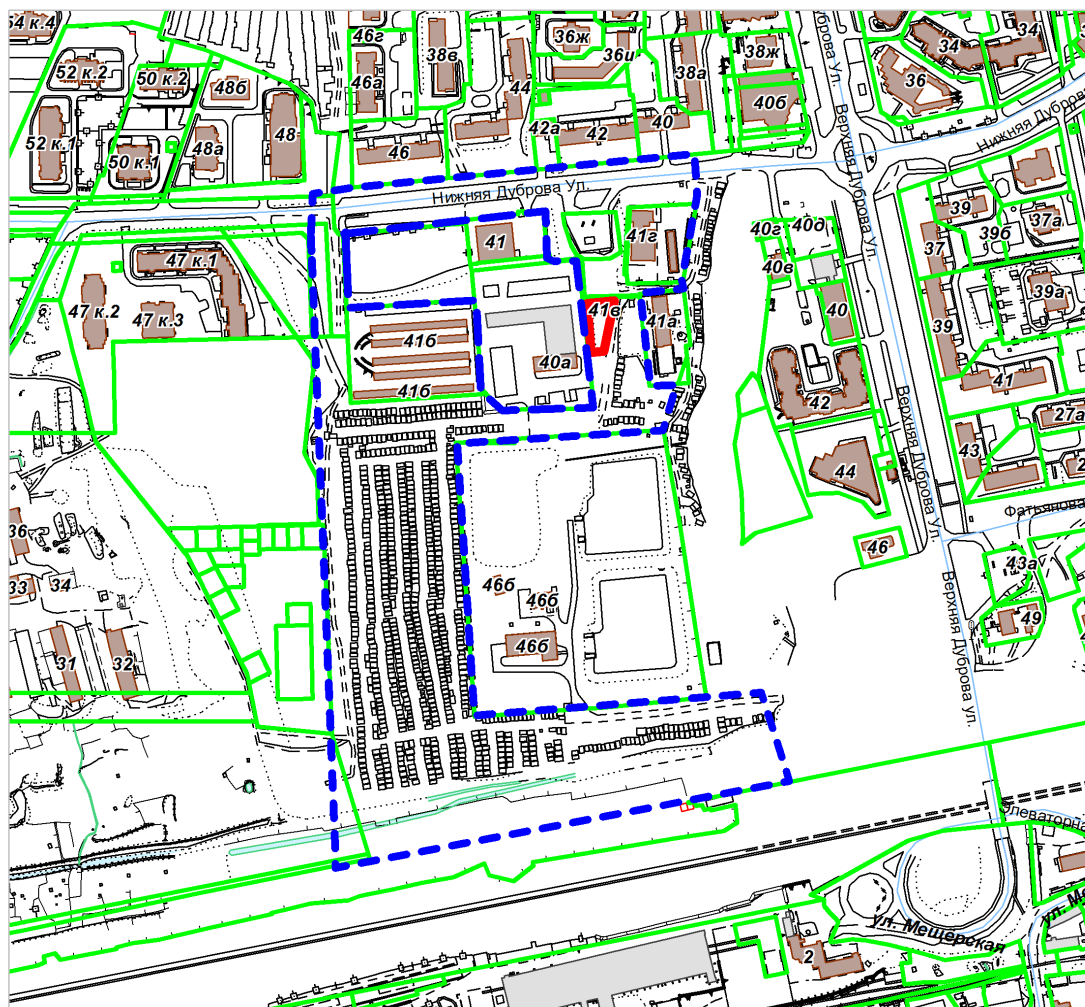 54 к.4
46г
38в
36ж
38ж
34
34
52 к.2
50 к.2
48б
46а
44
36и
38а
40б
36
Дуброва Ул.
52 к.1
50 к.1
48а
48
46
42а
42
40
Верхняя Дуброва Ул.
Нижняя Дуброва Ул.
41
41г
40г
40д
40в
39
37
39б
37а
47 к.1
47 к.2
47 к.3
41б
41б
40а
41в
41а
40
39а
39
41
42
44
43
27а
Верхняя Дуброва Ул.
46
43а
49
36
33
34
31
32
46б
46б
46б
Верхняя Дуброва ул.
ул. Мещерская
2